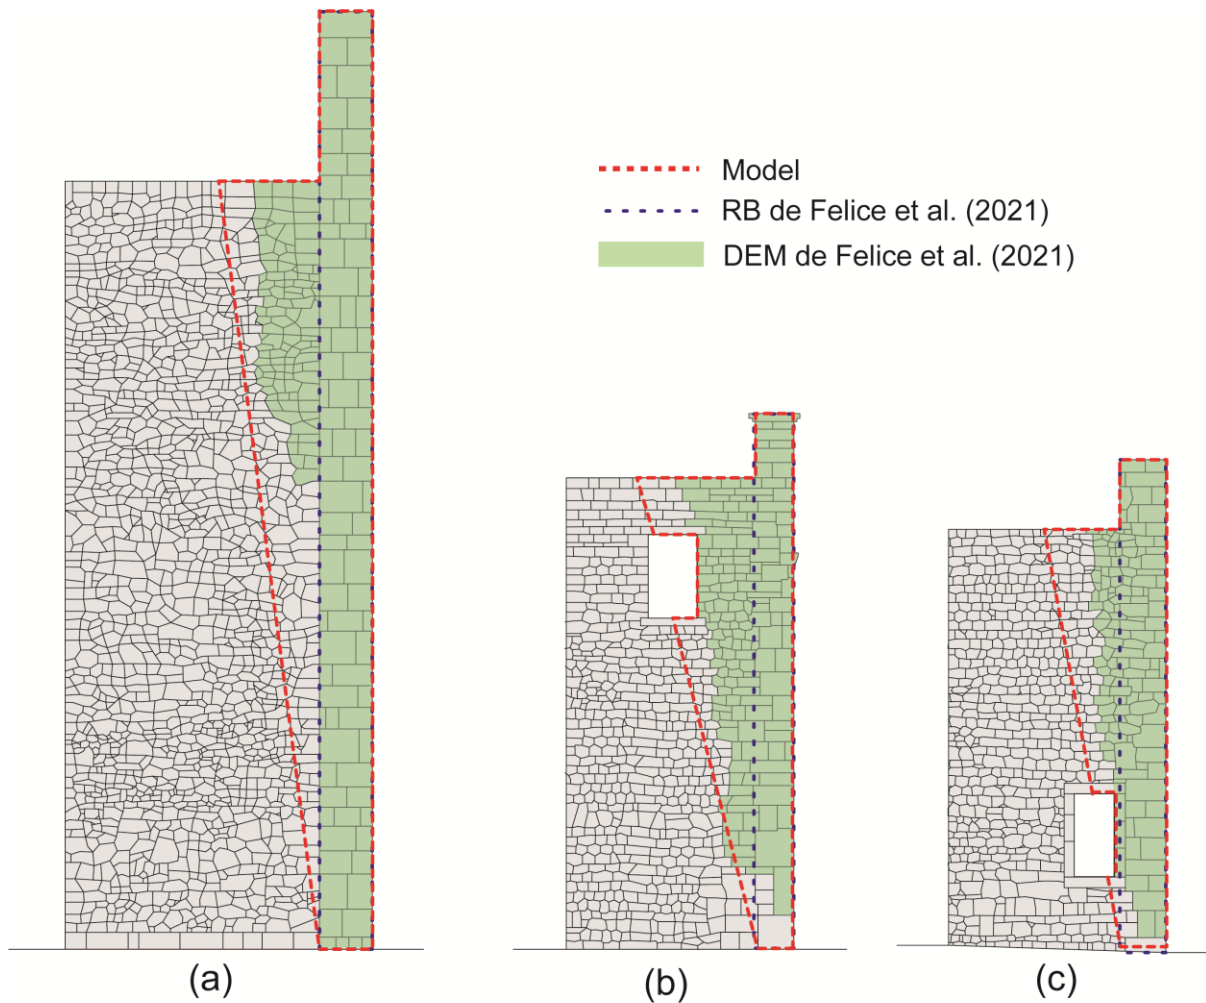 Model
RB de Felice et al. (2021)
DEM de Felice et al. (2021)
(a)
(b)
(c)